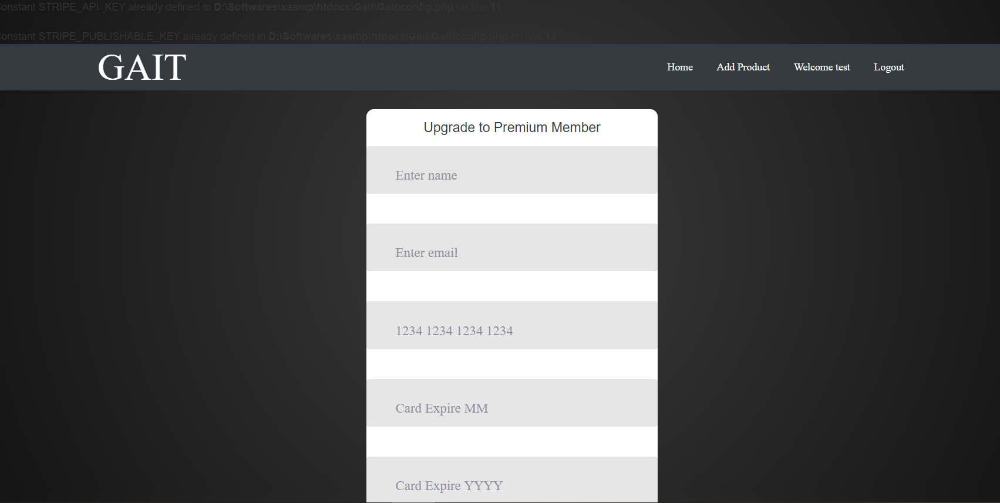 onstant STRIPE_API_KEY already defined in D:\Softwares\xaamp\htdocs\Gait\Gait\config.php on line 11
onstant STRIPE_PUBLISHABLE_KEY already defined in D:\Softwares\xaamp\htdocs\Gait\Gait\config.php on line 12
GAIT Home Add Product Welcome test Logout
Upgrade to Premium Member
Enter name
Enter email
1234 1234 1234 1234
Card Expire MM
Card Expire YYYY